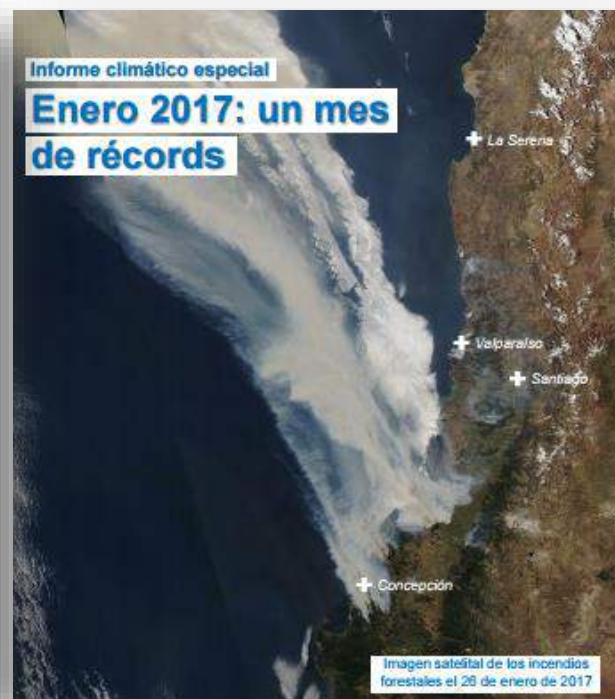 Informe climático especial
Enero 2017: un mes
de récords
La Serena
Valparaíso
Santiago
Concepción
Imagen satelital de los incendios
forestales el 26 de enero de 2017